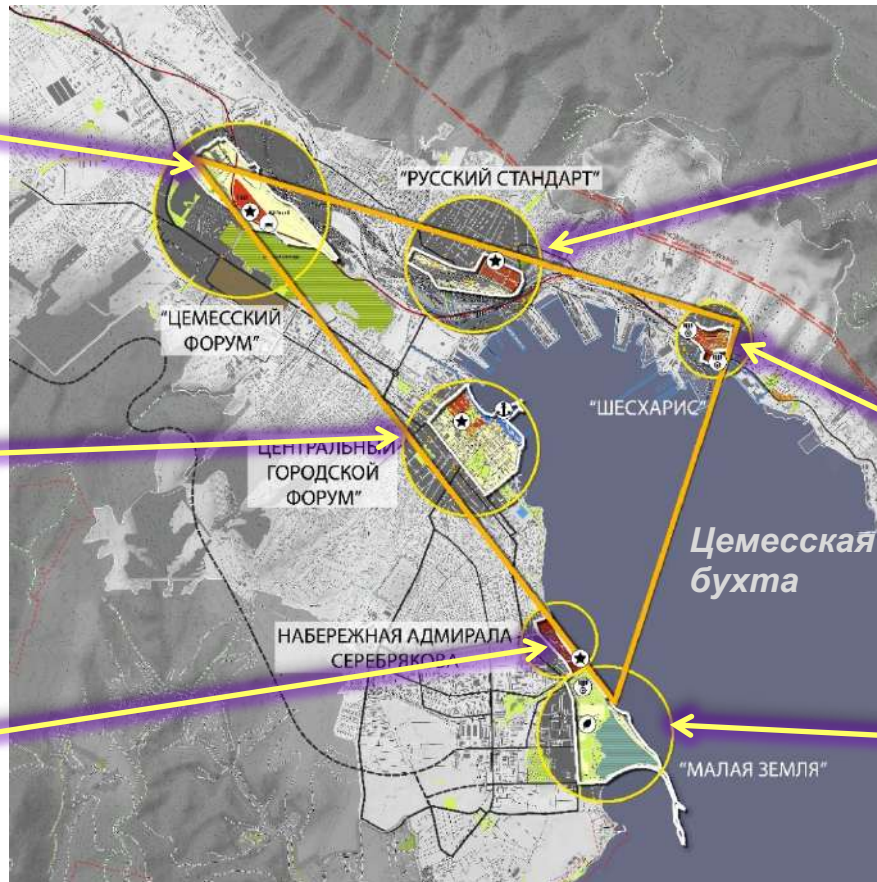 "РУССКИЙ СТАНДАРТ"
"ЦЕМЕССКИЙ
ФОРУМ"
"ШЕСХАРИС"
ЦЕНТРАЛЬНЫЙ
ГОРОДСКОЙ
ФОРУМ"
Цемесская
бухта
НАБЕРЕЖНАЯ АДМИРАЛА
СЕРЕБРЯКОВА
"МАЛАЯ ЗЕМЛЯ"